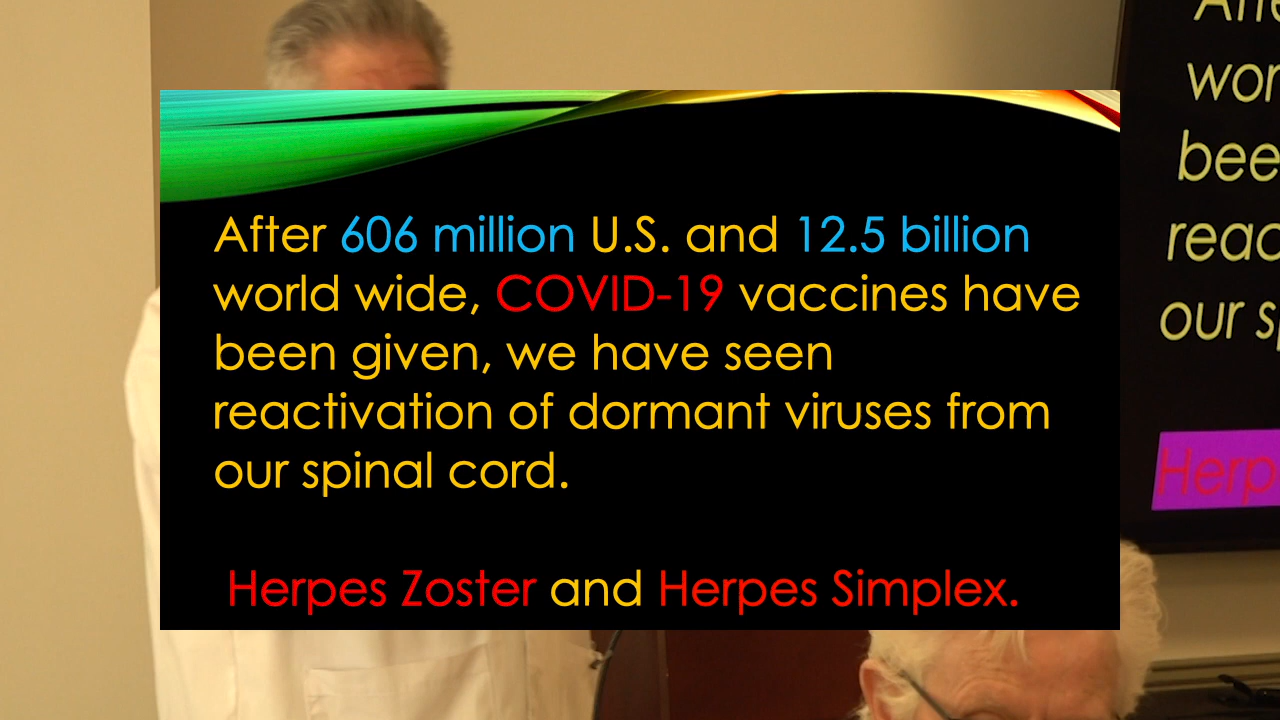 After 606 million U.S. and 12.5 billion
world wide, COVID-19 vaccines have
been given, we have seen
reactivation of dormant viruses from
our spinal cord.
Herpes Zoster and Herpes Simplex.
our